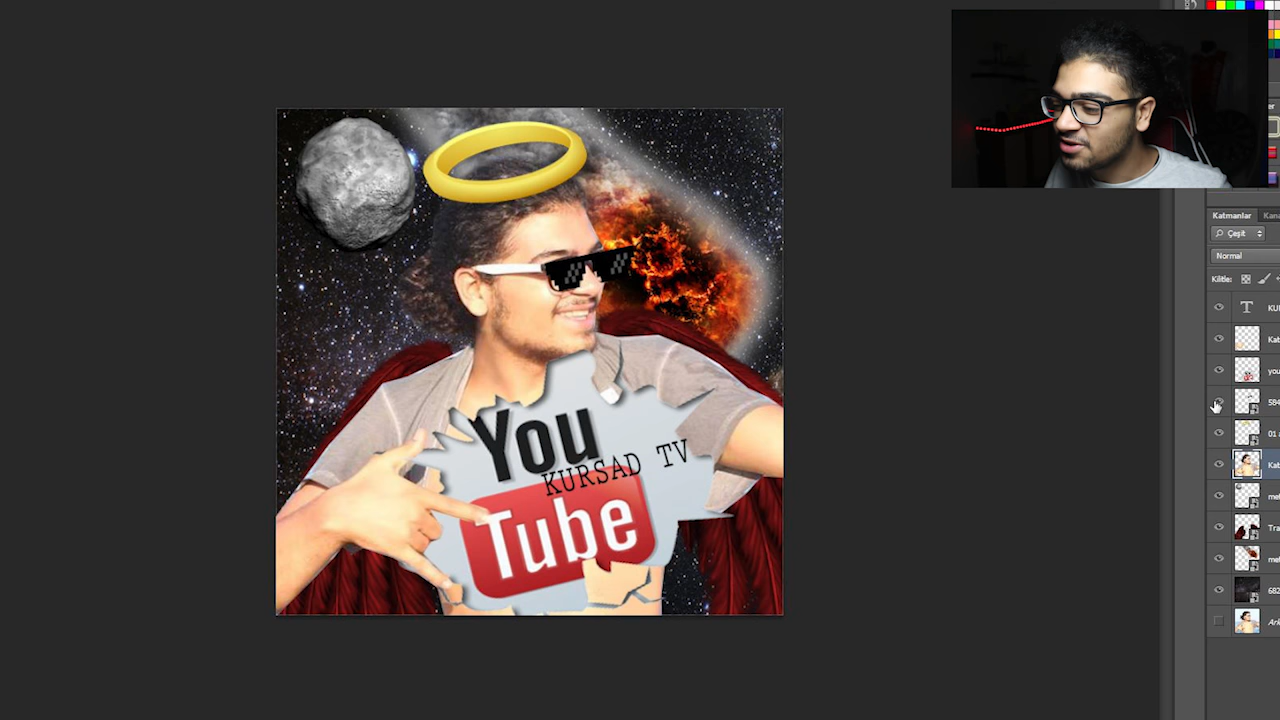 You
KURSAD TV
Tube
Katmanlar
Çeşit
Normal
Kilitle: